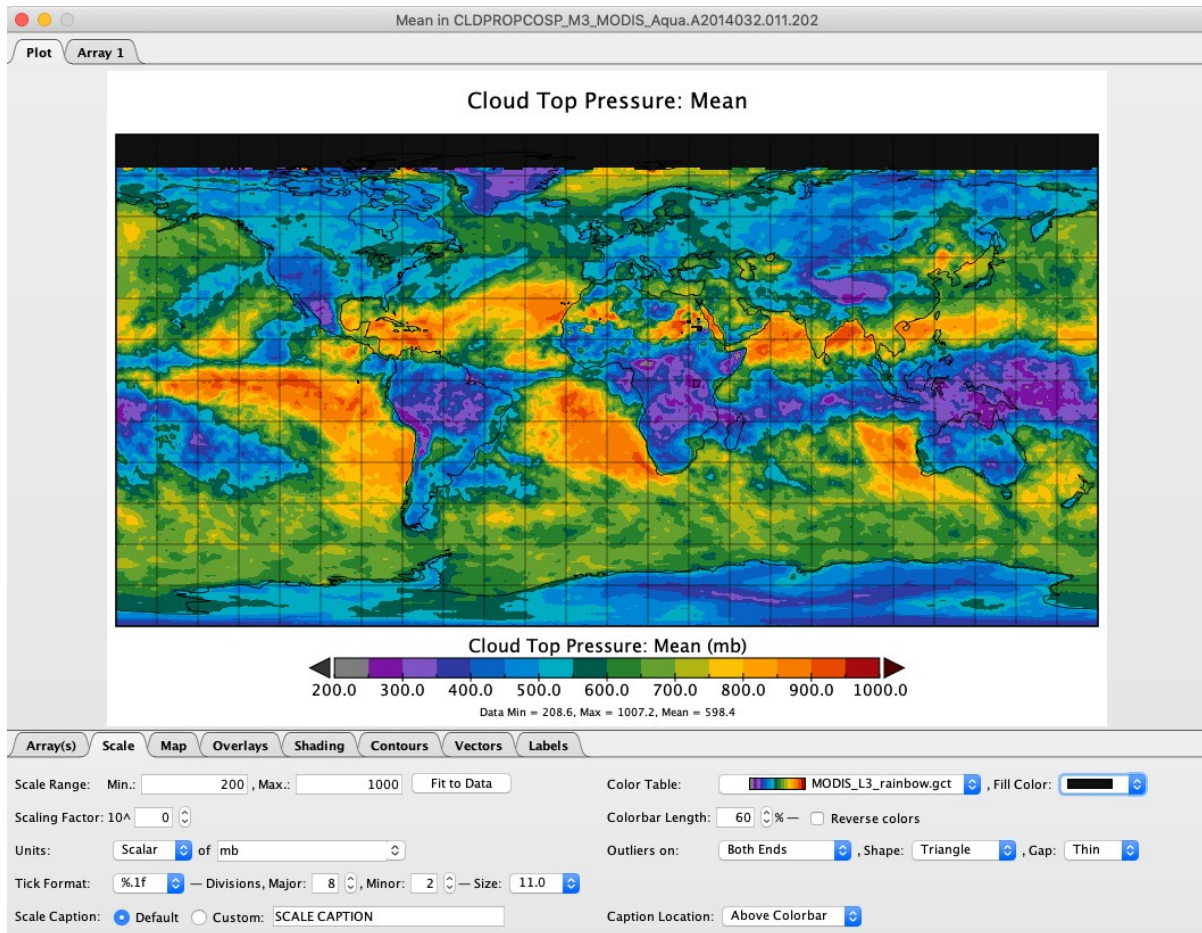 Mean in CLDPROPCOSP_M3_MODIS_Aqua.A2014032.011.202
Plot Array 1
Cloud Top Pressure: Mean
Cloud Top Pressure: Mean (mb)
200.0 300.0 400.0 500.0 600.0 700.0 800.0 900.0 1000.0
Data Min = 208.6, Max = 1007.2, Mean = 598.4
Array(s) Scale Map Overlays Shading Contours Vectors Labels
Scale Range: Min.: 200 , Max.: 1000 Fit to Data Color Table: MODIS_L3_rainbow.gct , Fill Color:
Scaling Factor: 10^ 0 Colorbar Length: 60 % — Reverse colors
Units: Scalar of mb Outliers on: Both Ends , Shape: Triangle , Gap: Thin
Tick Format: %.1f — Divisions, Major: 8 , Minor: 2 — Size: 11.0
Scale Caption: Default Custom: SCALE CAPTION Caption Location: Above Colorbar